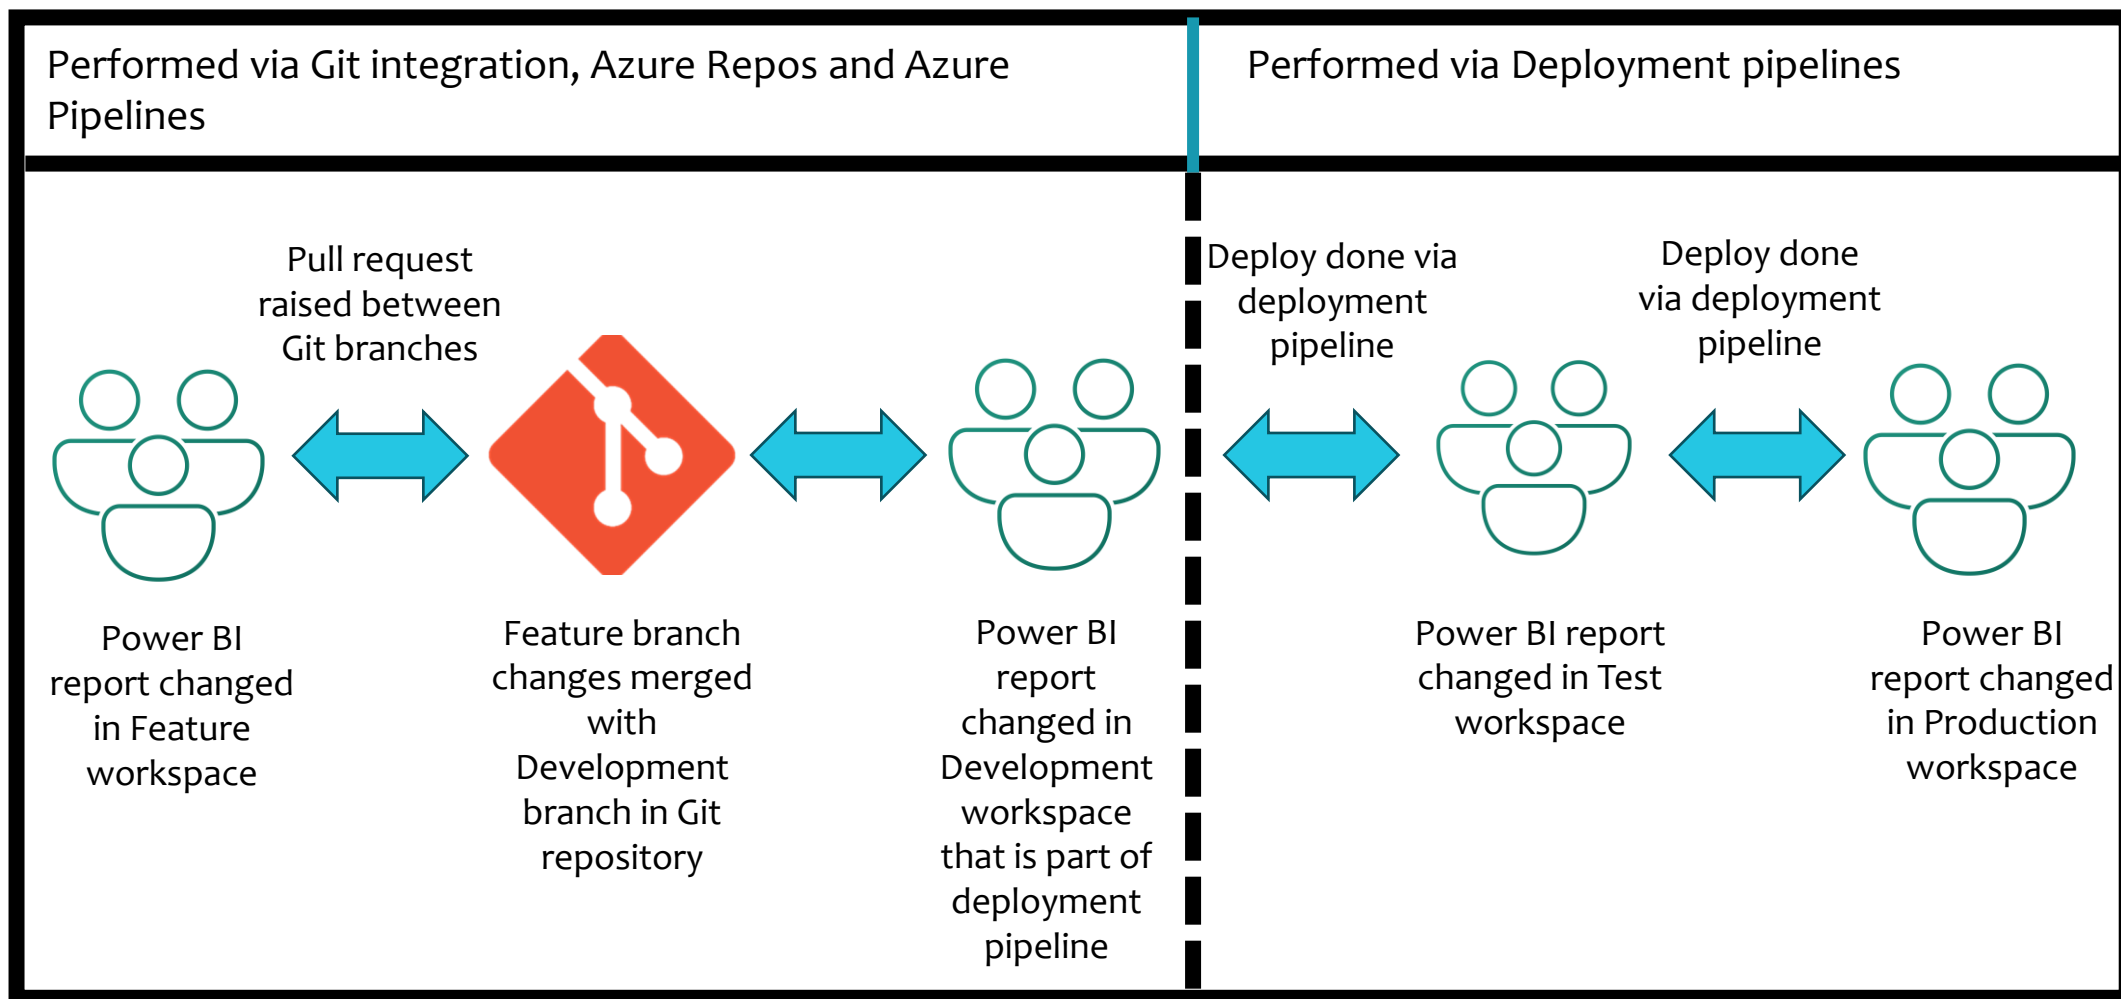 Performed via Git integration, Azure Repos and Azure
Pipelines
Performed via Deployment pipelines
Pull request
raised between
Git branches
Deploy done via
deployment
pipeline
Deploy done
via deployment
pipeline
Power BI
report changed
in Feature
workspace
Feature branch
changes merged
with
Development
branch in Git
repository
Power BI
report
changed in
Development
workspace
that is part of
deployment
pipeline
Power BI report
changed in Test
workspace
Power BI
report changed
in Production
workspace